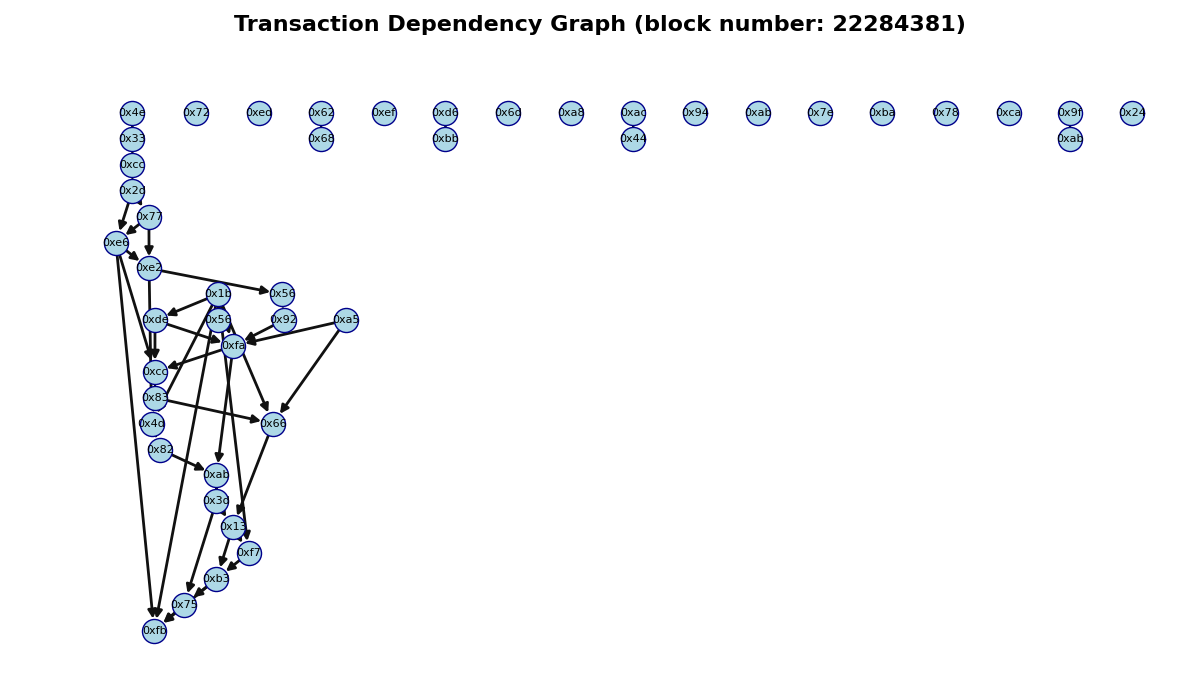 Transaction Dependency Graph (block number: 22284381)
0x4e 0x72 0xed 0x62 0xef 0xd6 0x6d 0xa8 0xac 0x94 0xab 0x7e 0xba 0x78 0xca 0x9f 0x24
0x33 0x68 0xbb 0x44 0xab
0xcc
0x2d
0x77
0xe6
0xe2
0x1b 0x56
0xde 0x56 0x92 0xa5
0xfa
0xcc
0x83
0x4d 0x66
0x82
0xab
0x3d
0x13
0xf7
0xb3
0x75
0xfb